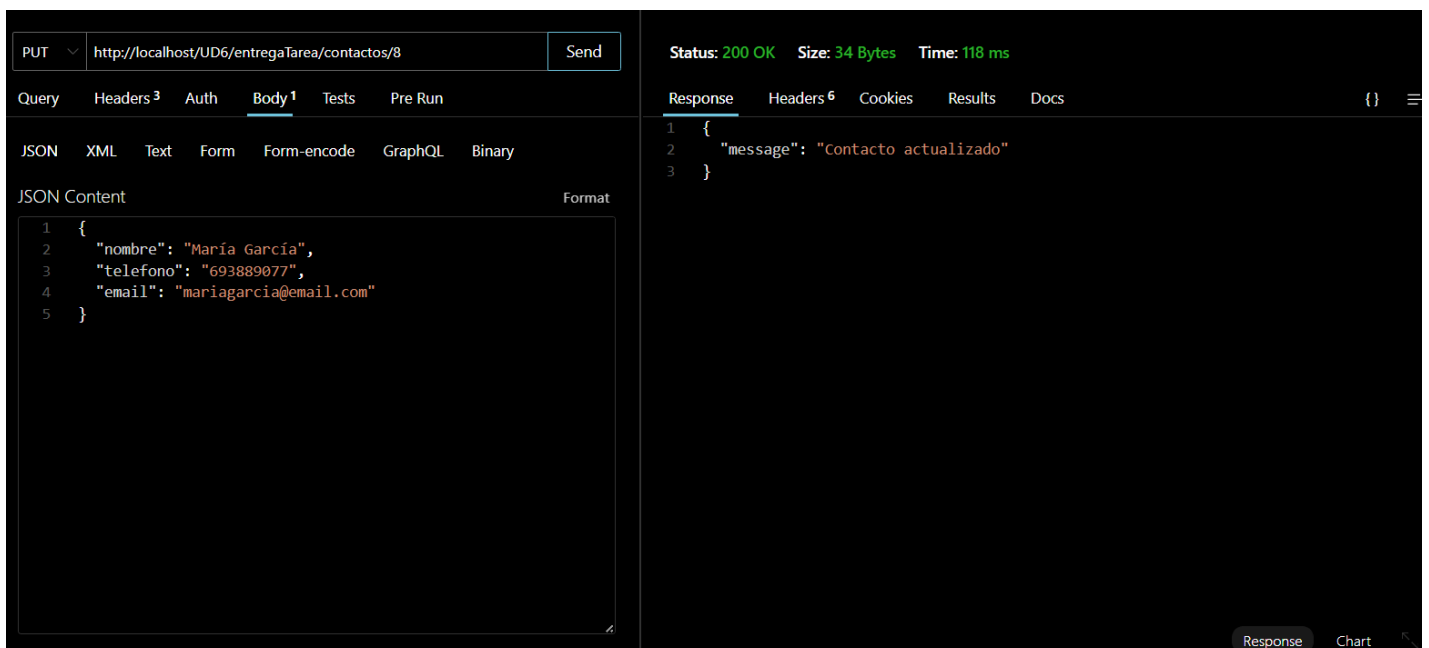 PUT http://localhost/UD6/entregaTarea/contactos/8 Send
Query Headers 3 Auth Body 1 Tests Pre Run
JSON XML Text Form Form-encode GraphQL Binary
JSON Content Format
1 {
2 "nombre": "María García",
3 "telefono": "693889077",
4 "email": "mariagarcia@email.com"
5 }
Status: 200 OK Size: 34 Bytes Time: 118 ms
Response Headers 6 Cookies Results Docs {}
1 {
2 "message": "Contacto actualizado"
3 }
Response Chart